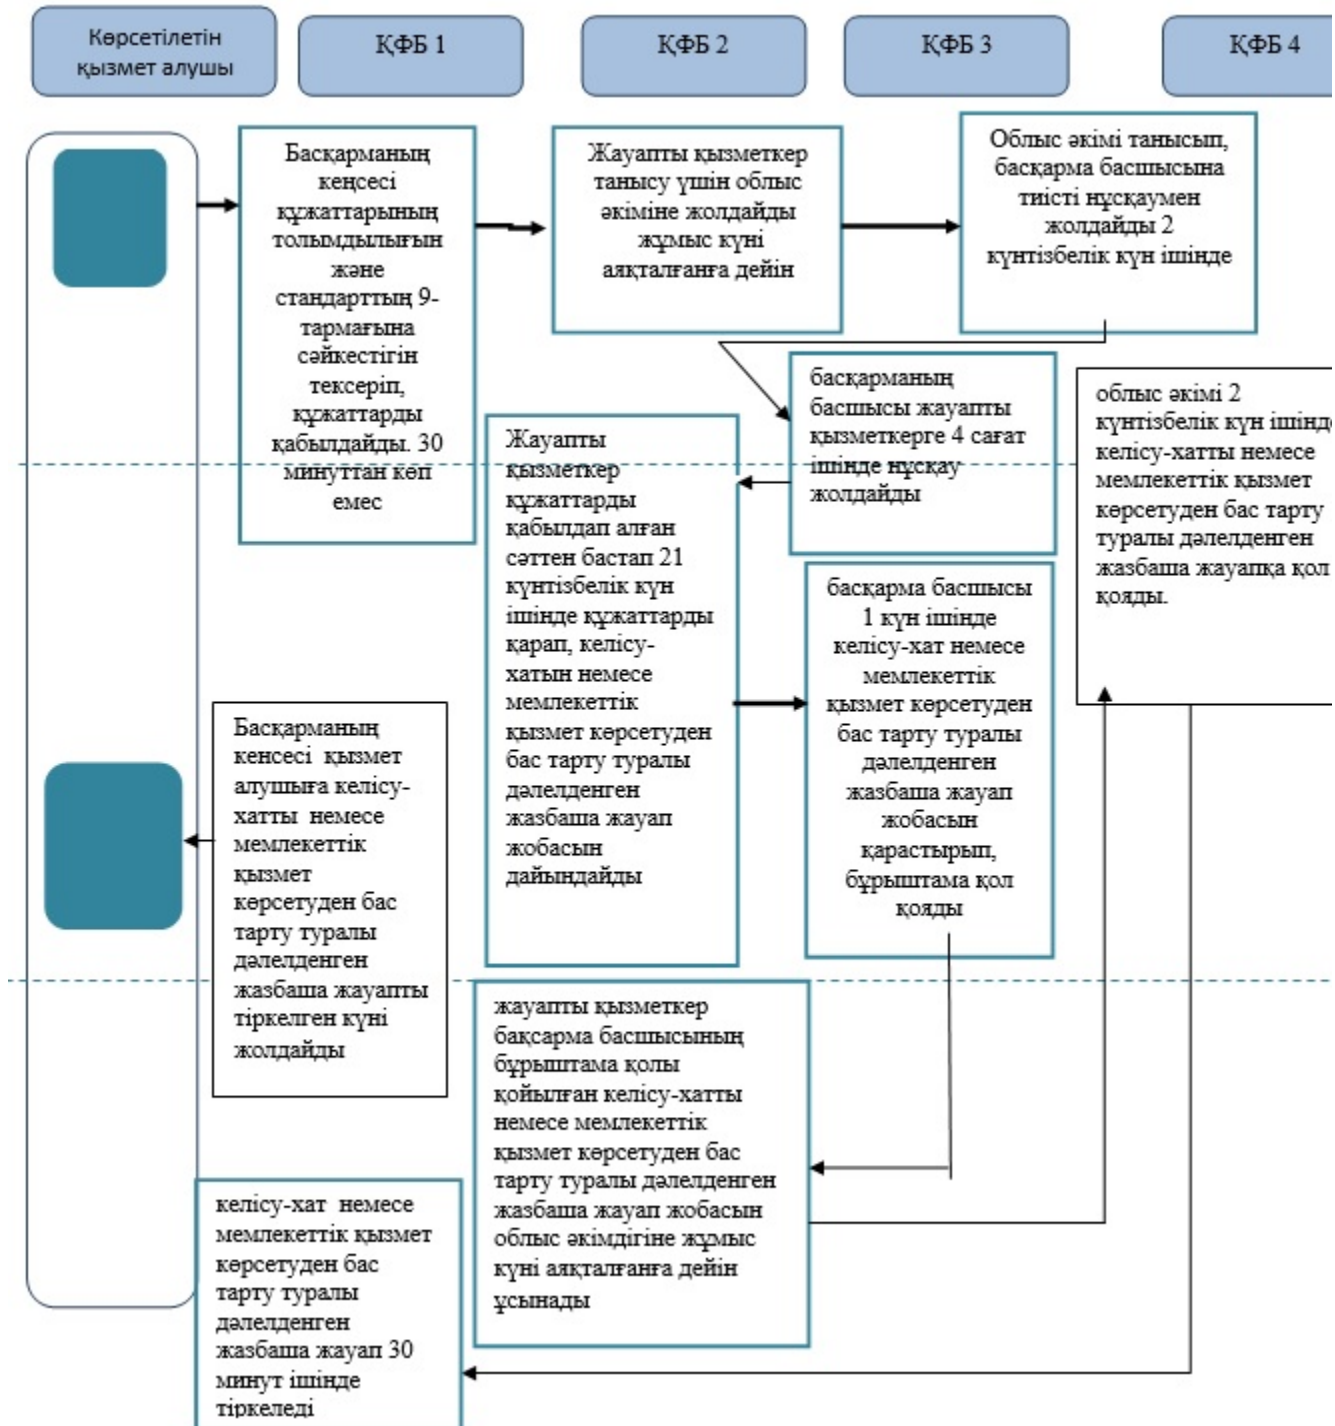 Көрсетілетін
қызмет алушы
ҚФБ 1
ҚФБ 2
ҚФБ 3
ҚФБ 4
Басқарманың
кеңсесі
құжаттарының
толымдылығын
және
стандарттың 9-
тармағына
сәйкестігін
тексеріп,
құжаттарды
қабылдайды. 30
минуттан көп
емес
Жауапты қызметкер
танысу үшін облыс
әкіміне жолдайды
жұмыс күні
аяқталғанға дейін
Облыс әкімі танысып,
басқарма басшысына
тиісті нұсқаумен
жолдайды 2
күнтізбелік күн ішінде
басқарманың
басшысы жауапты
қызметкерге 4 сағат
ішінде нұсқау
жолдайды
облыс әкімі 2
күнтізбелік күн ішінде
келісу-хатты немесе
мемлекеттік қызмет
көрсетуден бас тарту
туралы дәлелденген
жазбаша жауапқа қол
қояды.
Жауапты
қызметкер
құжаттарды
қабылдап алған
сәттен бастап 21
күнтізбелік күн
ішінде құжаттарды
қарап, келісу-
хатын немесе
мемлекеттік
қызмет көрсетуден
бас тарту туралы
дәлелденген
жазбаша жауап
жобасын
дайындайды
басқарма басшысы
1 күн ішінде
келісу-хат немесе
мемлекеттік
қызмет көрсетуден
бас тарту туралы
дәлелденген
жазбаша жауап
жобасын
қарастырып,
бұрыштама қол
қояды
Басқарманың
кенсесі қызмет
алушыға келісу-
хатты немесе
мемлекеттік
қызмет
көрсетуден бас
тарту туралы
дәлелденген
жазбаша жауапты
тіркелген күні
жолдайды
жауапты қызметкер
бақсарма басшысының
бұрыштама қолы
қойылған келісу-хатты
немесе мемлекеттік
қызмет көрсетуден бас
тарту туралы дәлелденген
жазбаша жауап жобасын
облыс әкімдігіне жұмыс
күні аяқталғанға дейін
ұсынады
келісу-хат немесе
мемлекеттік қызмет
көрсетуден бас
тарту туралы
дәлелденген
жазбаша жауап 30
минут ішінде
тіркеледі